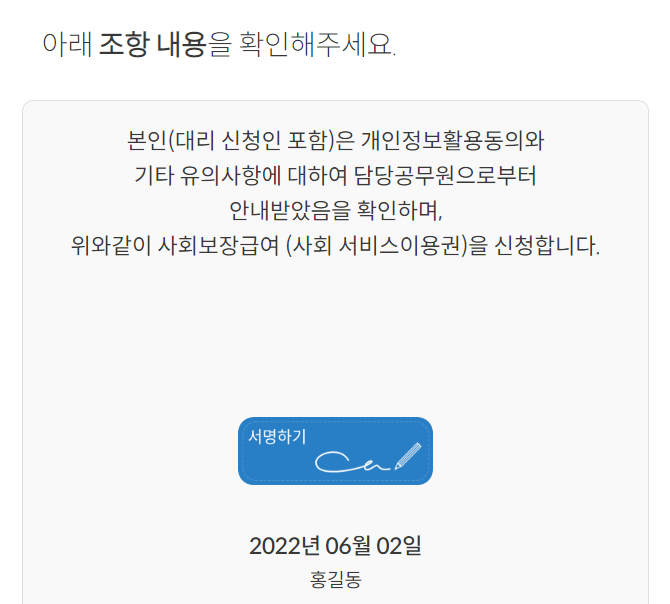 아래 조항 내용을 확인해주세요.
본인(대리 신청인 포함)은 개인정보활용동의와
기타 유의사항에 대하여 담당공무원으로부터
안내받았음을 확인하며,
위와같이 사회보장급여 (사회 서비스이용권)을 신청합니다.
서명하기
2022년 06월 02일
홍길동